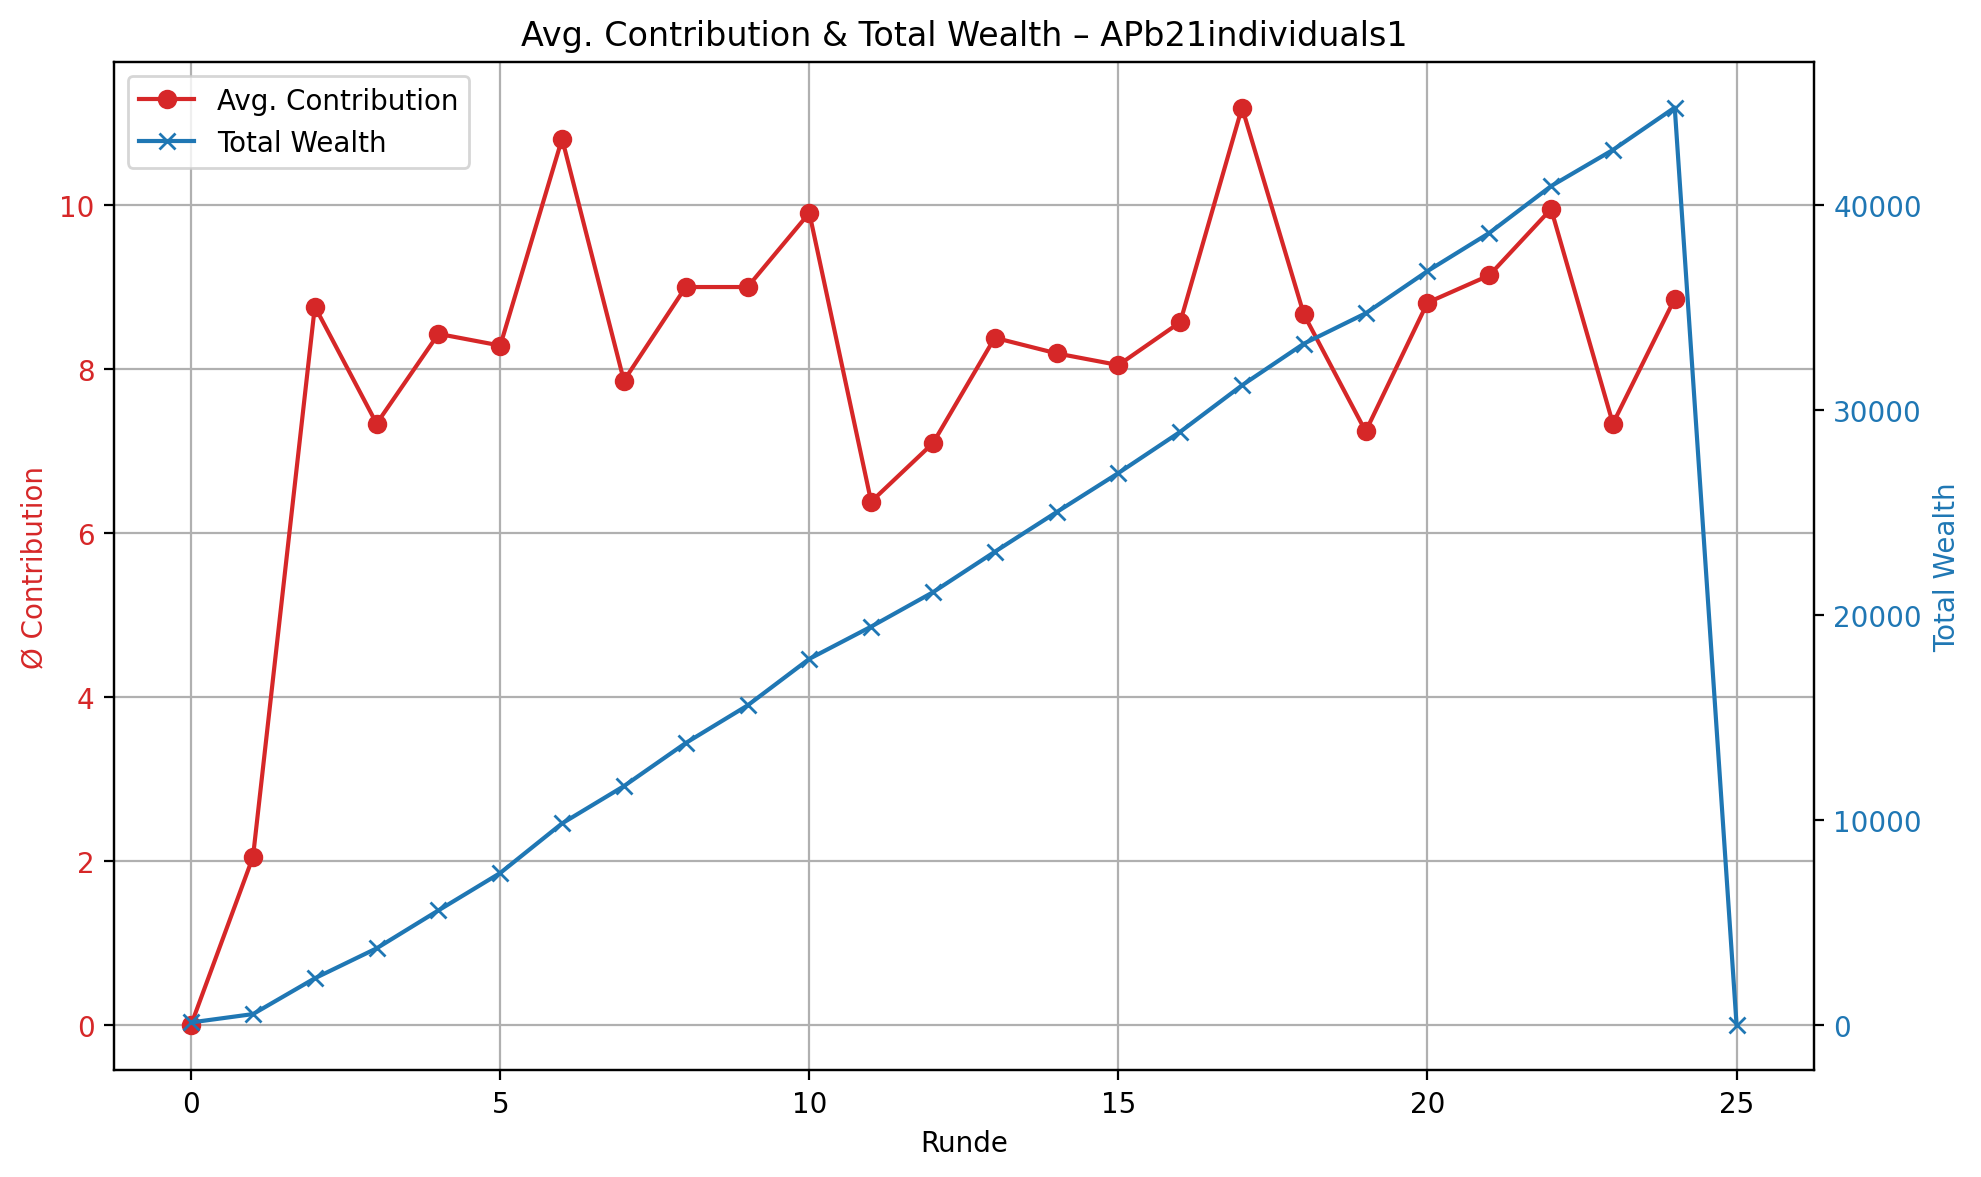 Avg. Contribution & Total Wealth – APb21individuals1
Avg. Contribution
Total Wealth
Ø Contribution
10
8
6
4
2
0
Total Wealth
40000
30000
20000
10000
0
0 5 10 15 20 25
Runde